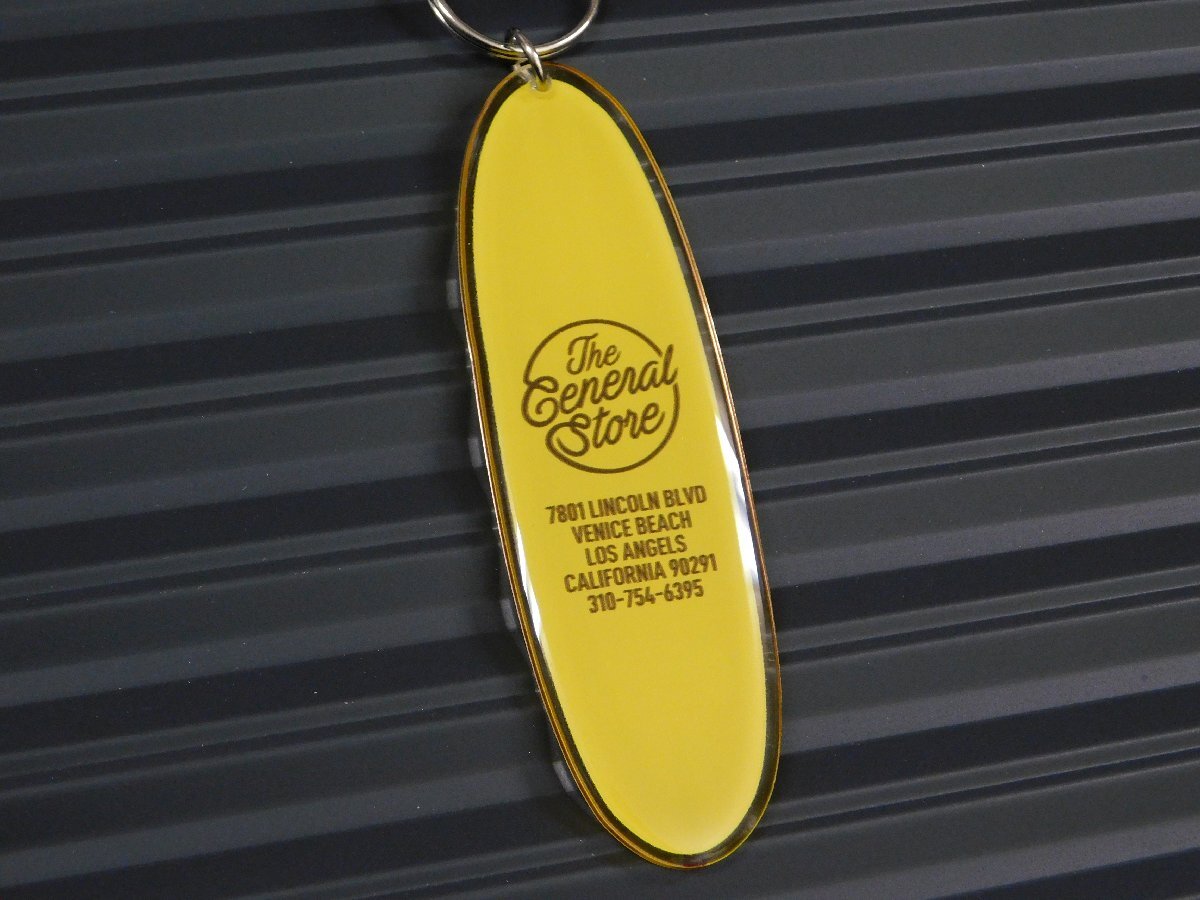 The
General
Store
7801 LINCOLN BLVD
VENICE BEACH
LOS ANGELS
CALIFORNIA 90291
310-754-6395